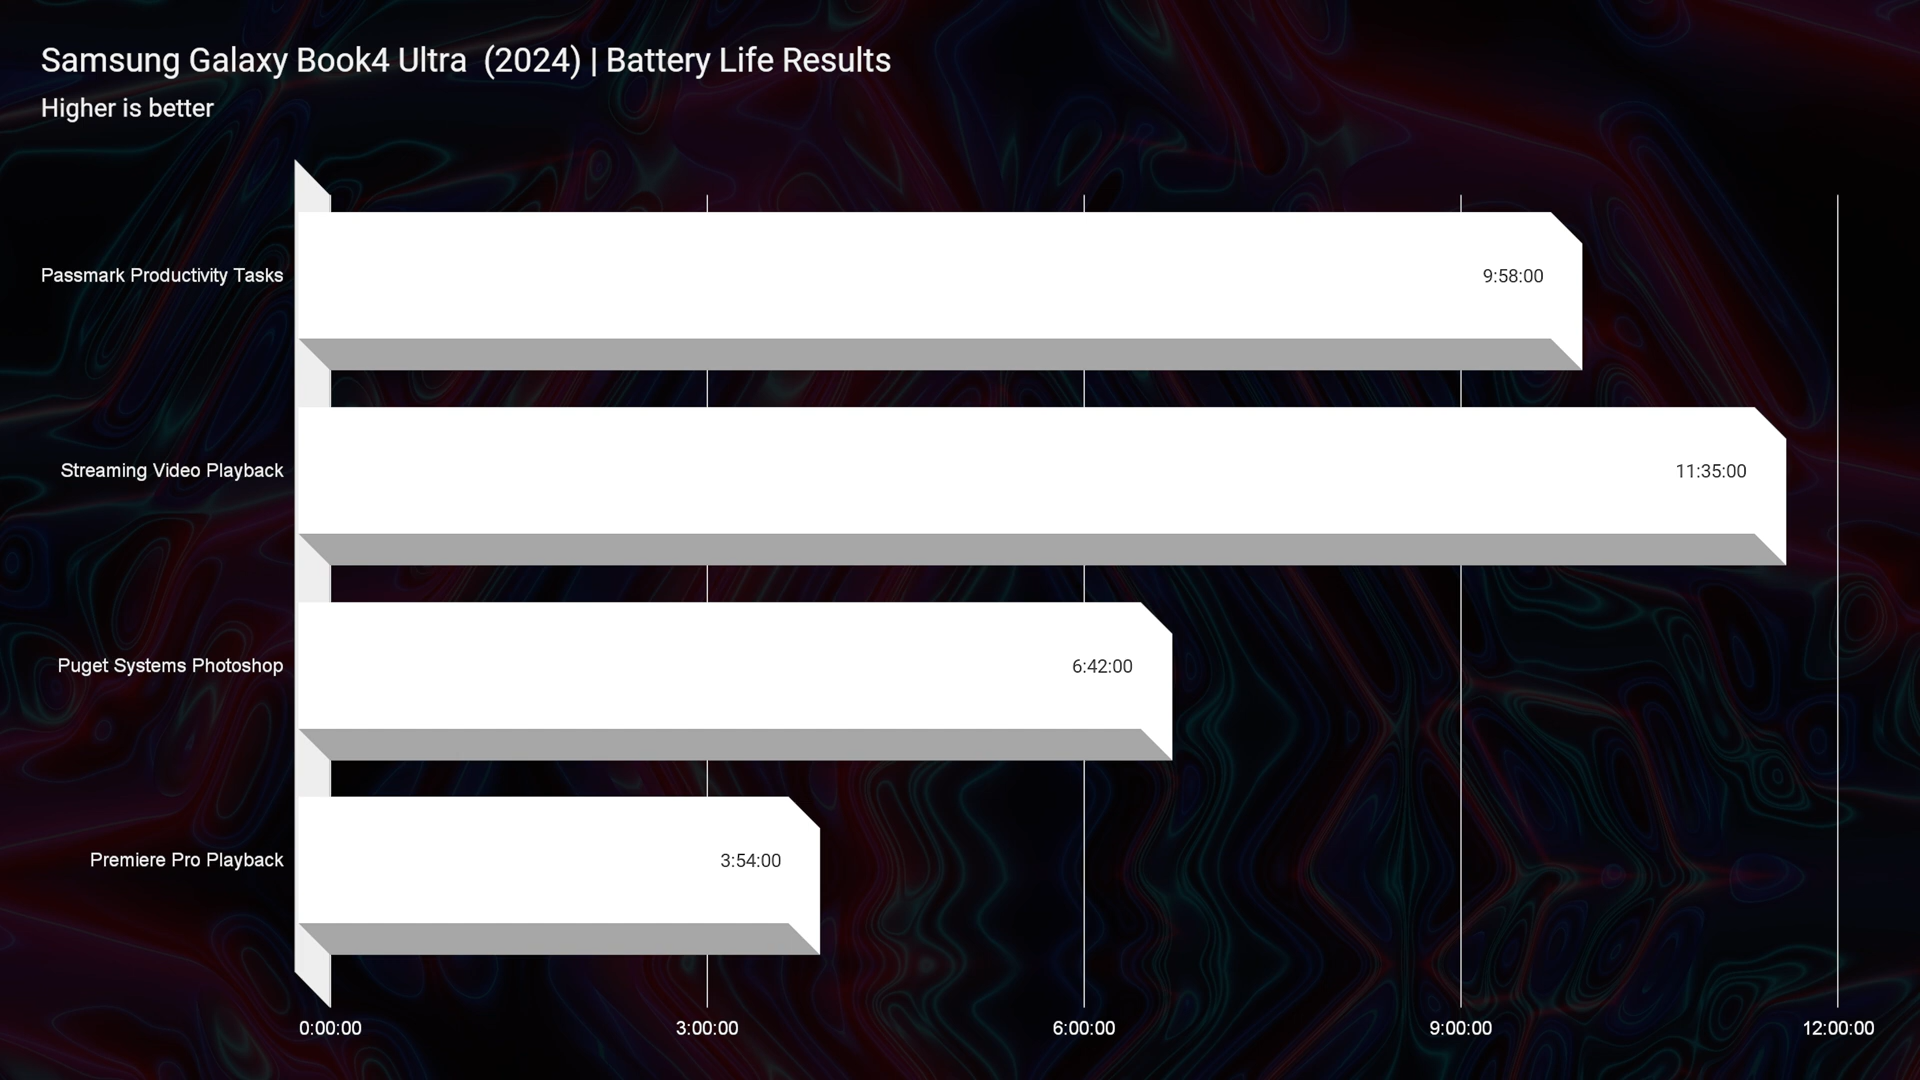 Samsung Galaxy Book4 Ultra  (2024) | Battery Life Results
Higher is better
Passmark Productivity Tasks
9:58:00
Streaming Video Playback
11:35:00
Puget Systems Photoshop
6:42:00
Premiere Pro Playback
3:54:00
0:00:00
3:00:00
6:00:00
9:00:00
12:00:00